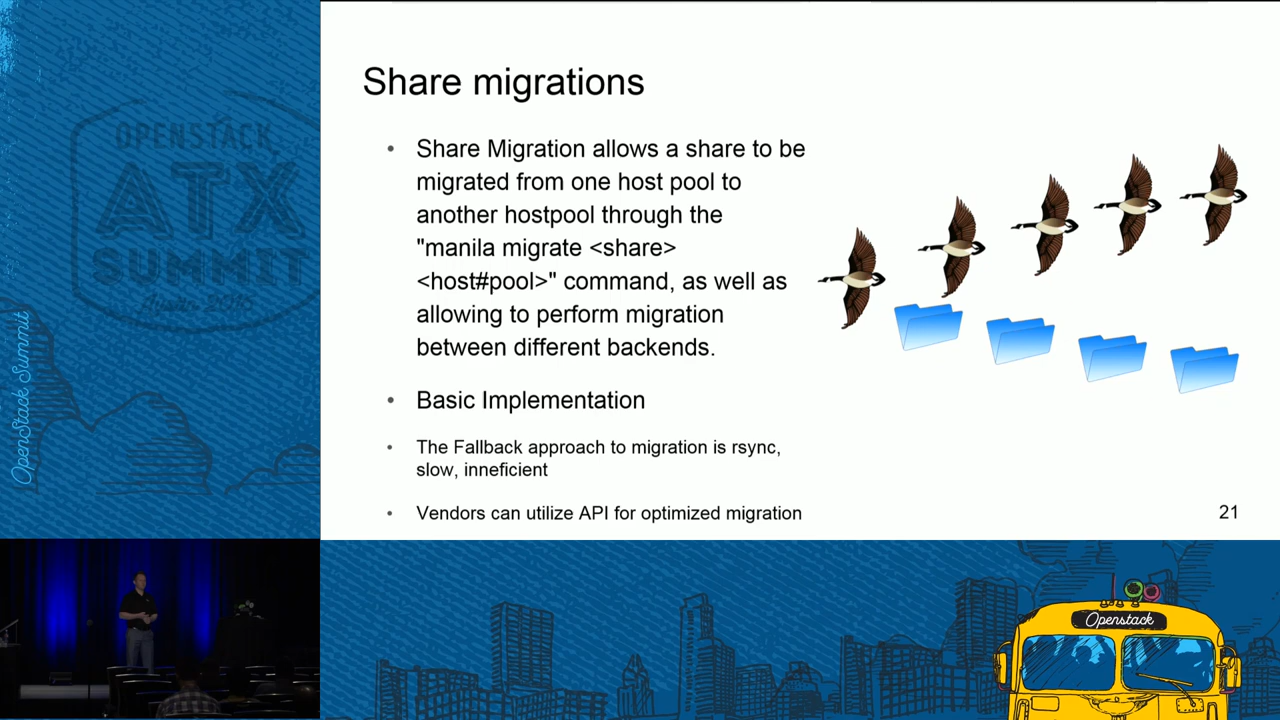 Share migrations
• Share Migration allows a share to be
migrated from one host pool to
another hostpool through the
"manila migrate <share>
<host#pool>" command, as well as
allowing to perform migration
between different backends.
• Basic Implementation
• The Fallback approach to migration is rsync,
slow, inneficient
• Vendors can utilize API for optimized migration
21
OPENSTACK
ATX
SUMMIT
OpenStack Summit
Openstack